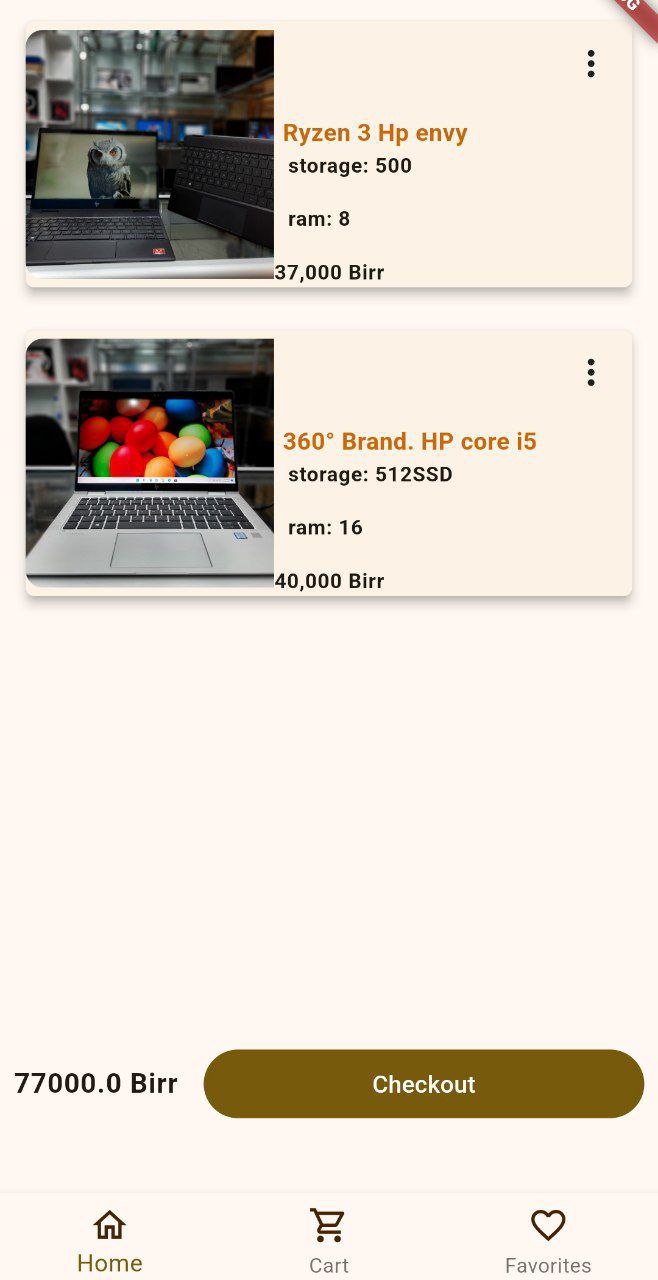 Ryzen 3 Hp envy
storage: 500
ram: 8
37,000 Birr
360° Brand. HP core i5
storage: 512SSD
ram: 16
40,000 Birr
77000.0 Birr
Checkout
Home
Cart
Favorites